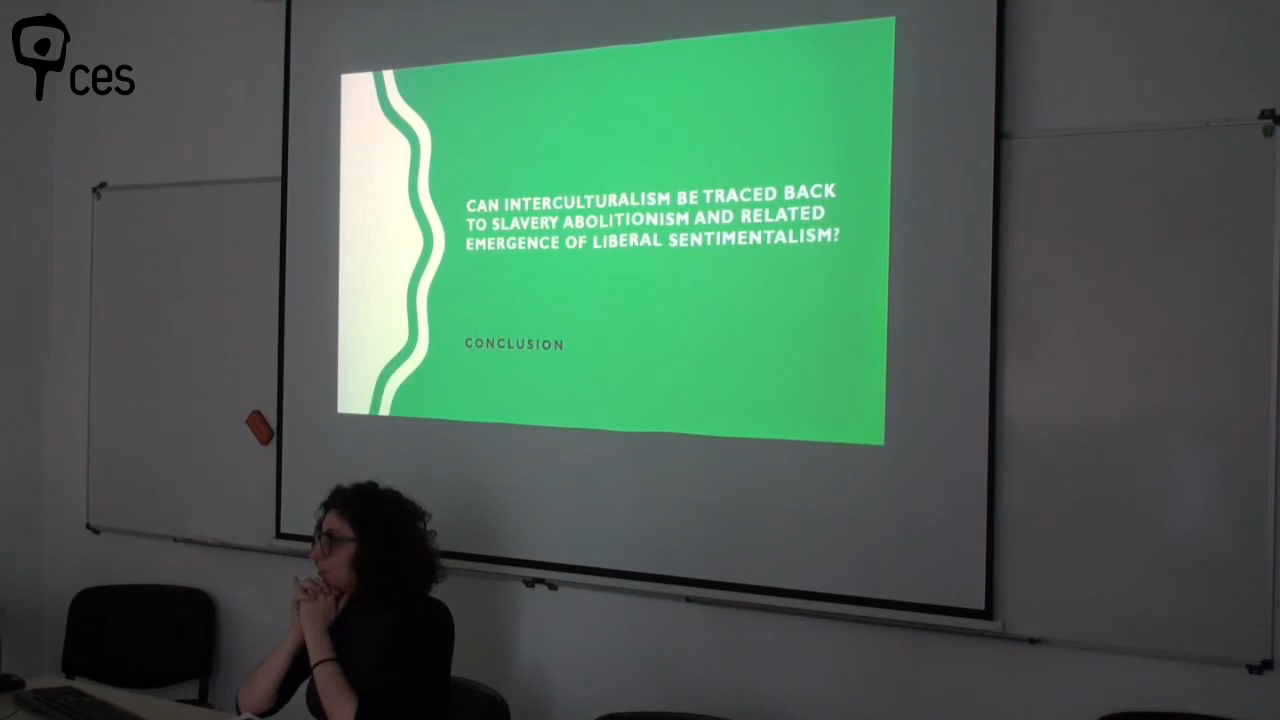 ces
CAN INTERCULTURALISM BE TRACED BACK
TO SLAVERY ABOLITIONISM AND RELATED
EMERGENCE OF LIBERAL SENTIMENTALISM?
CONCLUSION